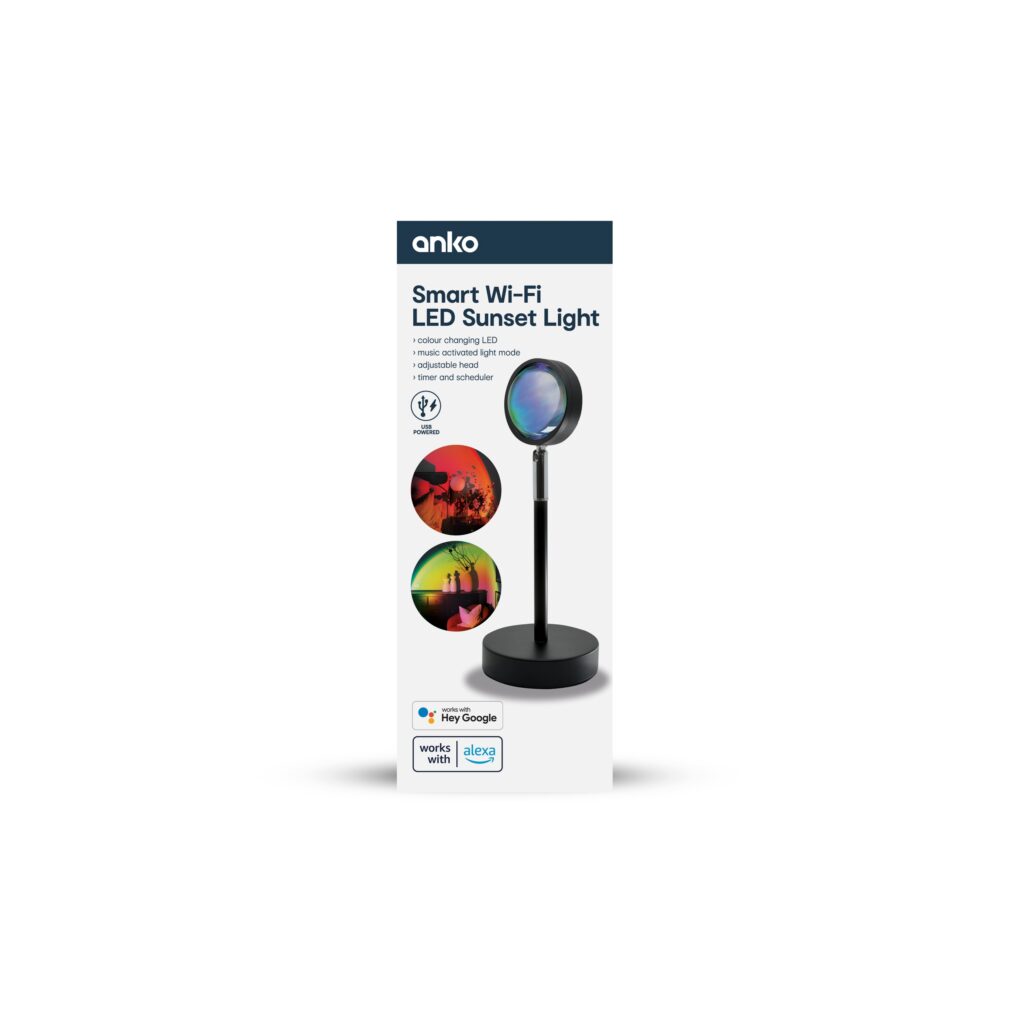 anko
Smart Wi-Fi
LED Sunset Light
› colour changing LED
› music activated light mode
› adjustable head
› timer and scheduler
USB
POWERED
works with
Hey Google
works
with
alexa